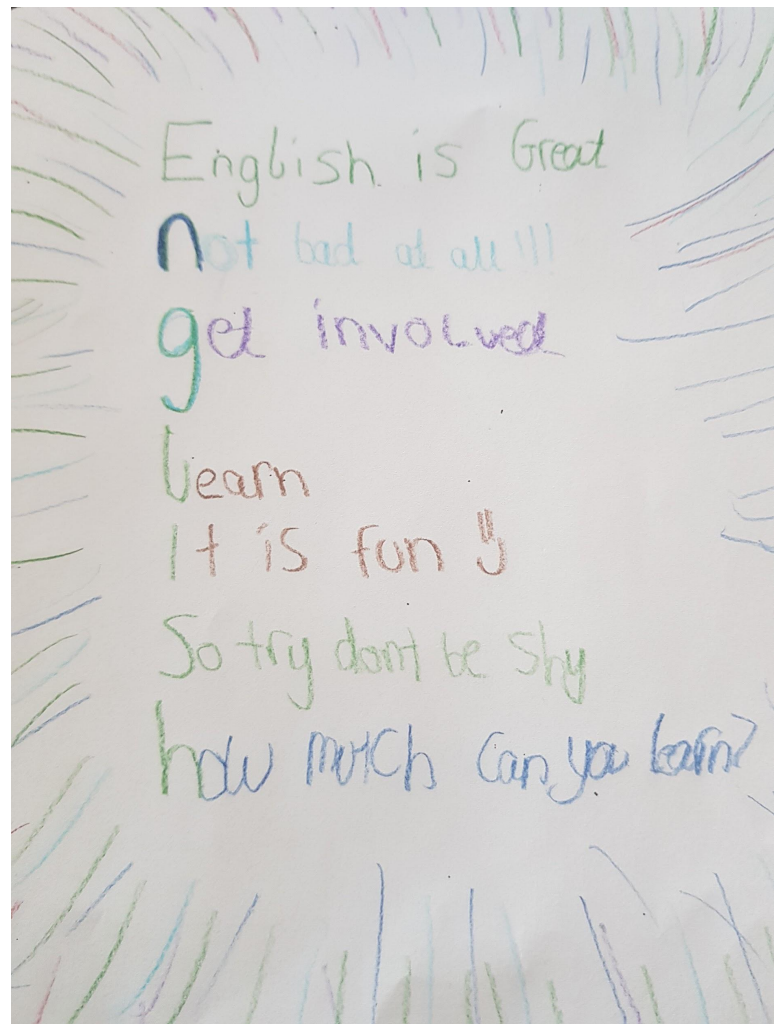 English is Great
not bad at all!!!
get involved
learn
It is fun
So try dont be shy
how mutch can you learn?